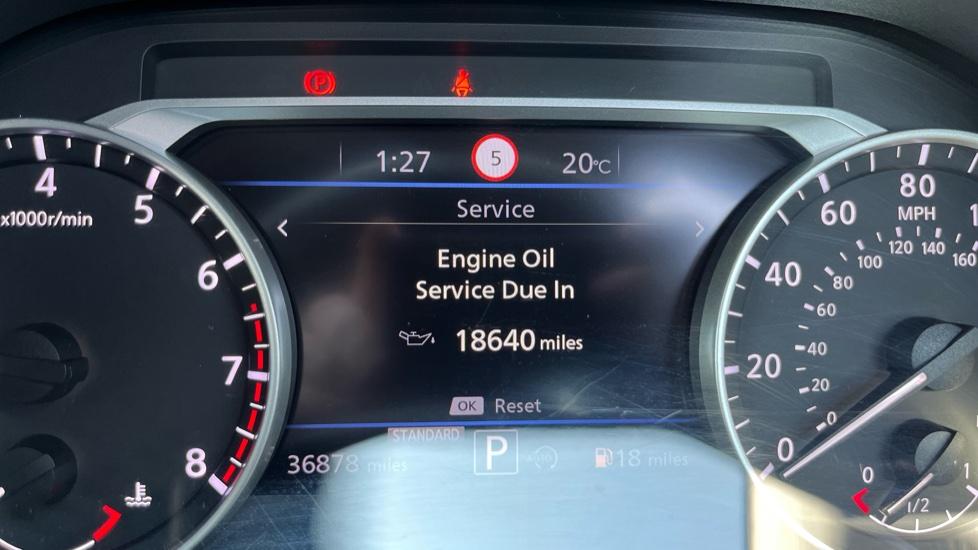 1:27 5 20°C
Service
Engine Oil
Service Due In
18640 miles
OK Reset
STANDARD
36878 miles P 18 miles
4
5
6
7
8
x1000r/min
P
80
60
MPH
40
20
0
160
140
120
100
80
60
40
20
0
0 1/2 1